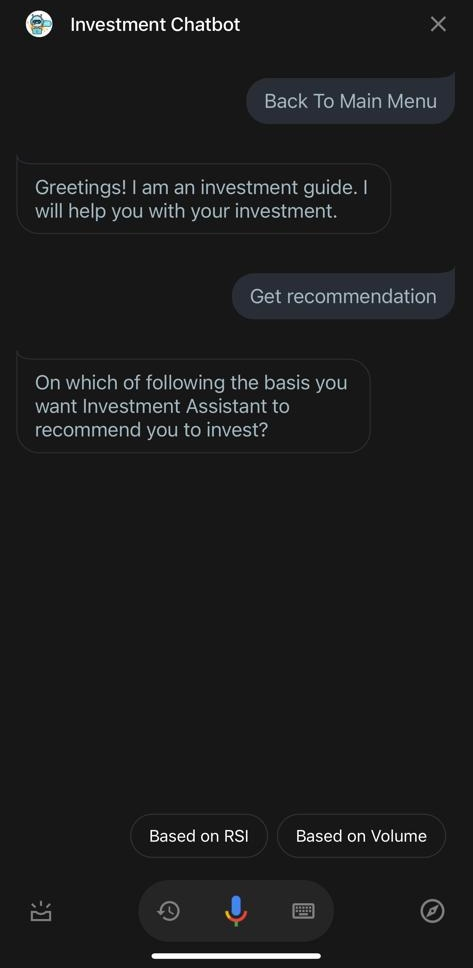 Investment Chatbot
Back To Main Menu
Greetings! I am an investment guide. I
will help you with your investment.
Get recommendation
On which of following the basis you
want Investment Assistant to
recommend you to invest?
Based on RSI
Based on Volume